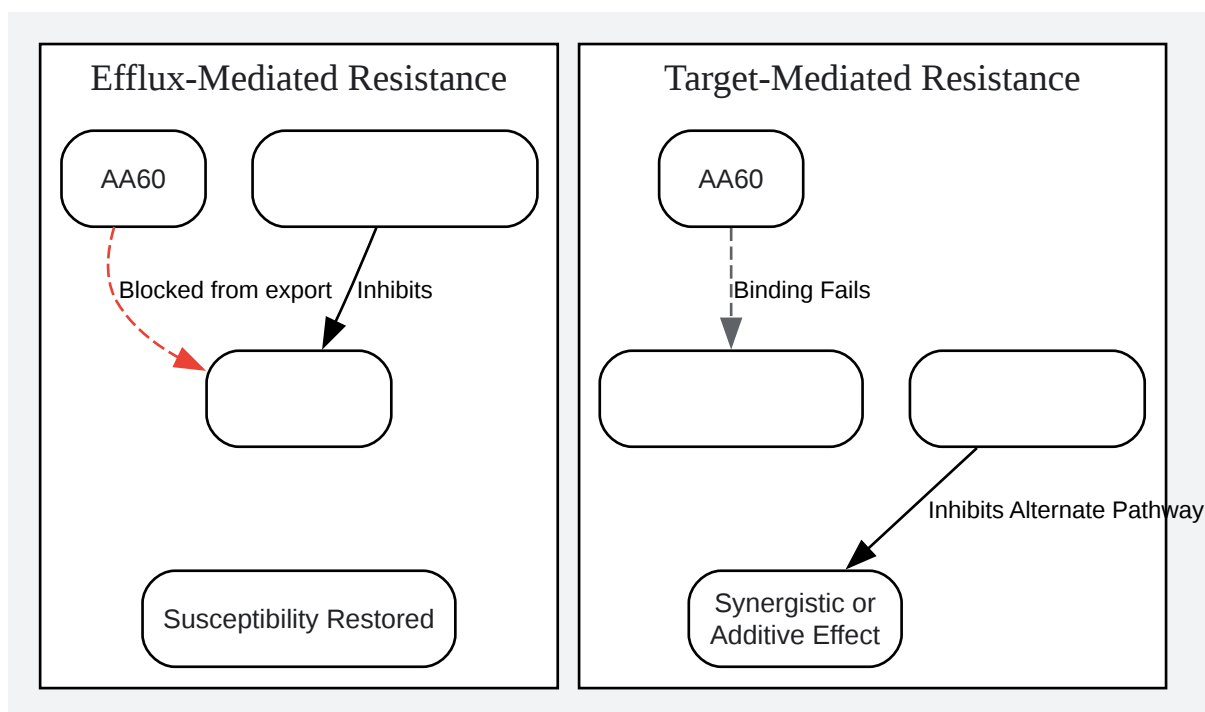 Efflux-Mediated Resistance
AA60
Blocked from export
Inhibits
Susceptibility Restored
Target-Mediated Resistance
AA60
Binding Fails
Inhibits Alternate Pathway
Synergistic or
Additive Effect